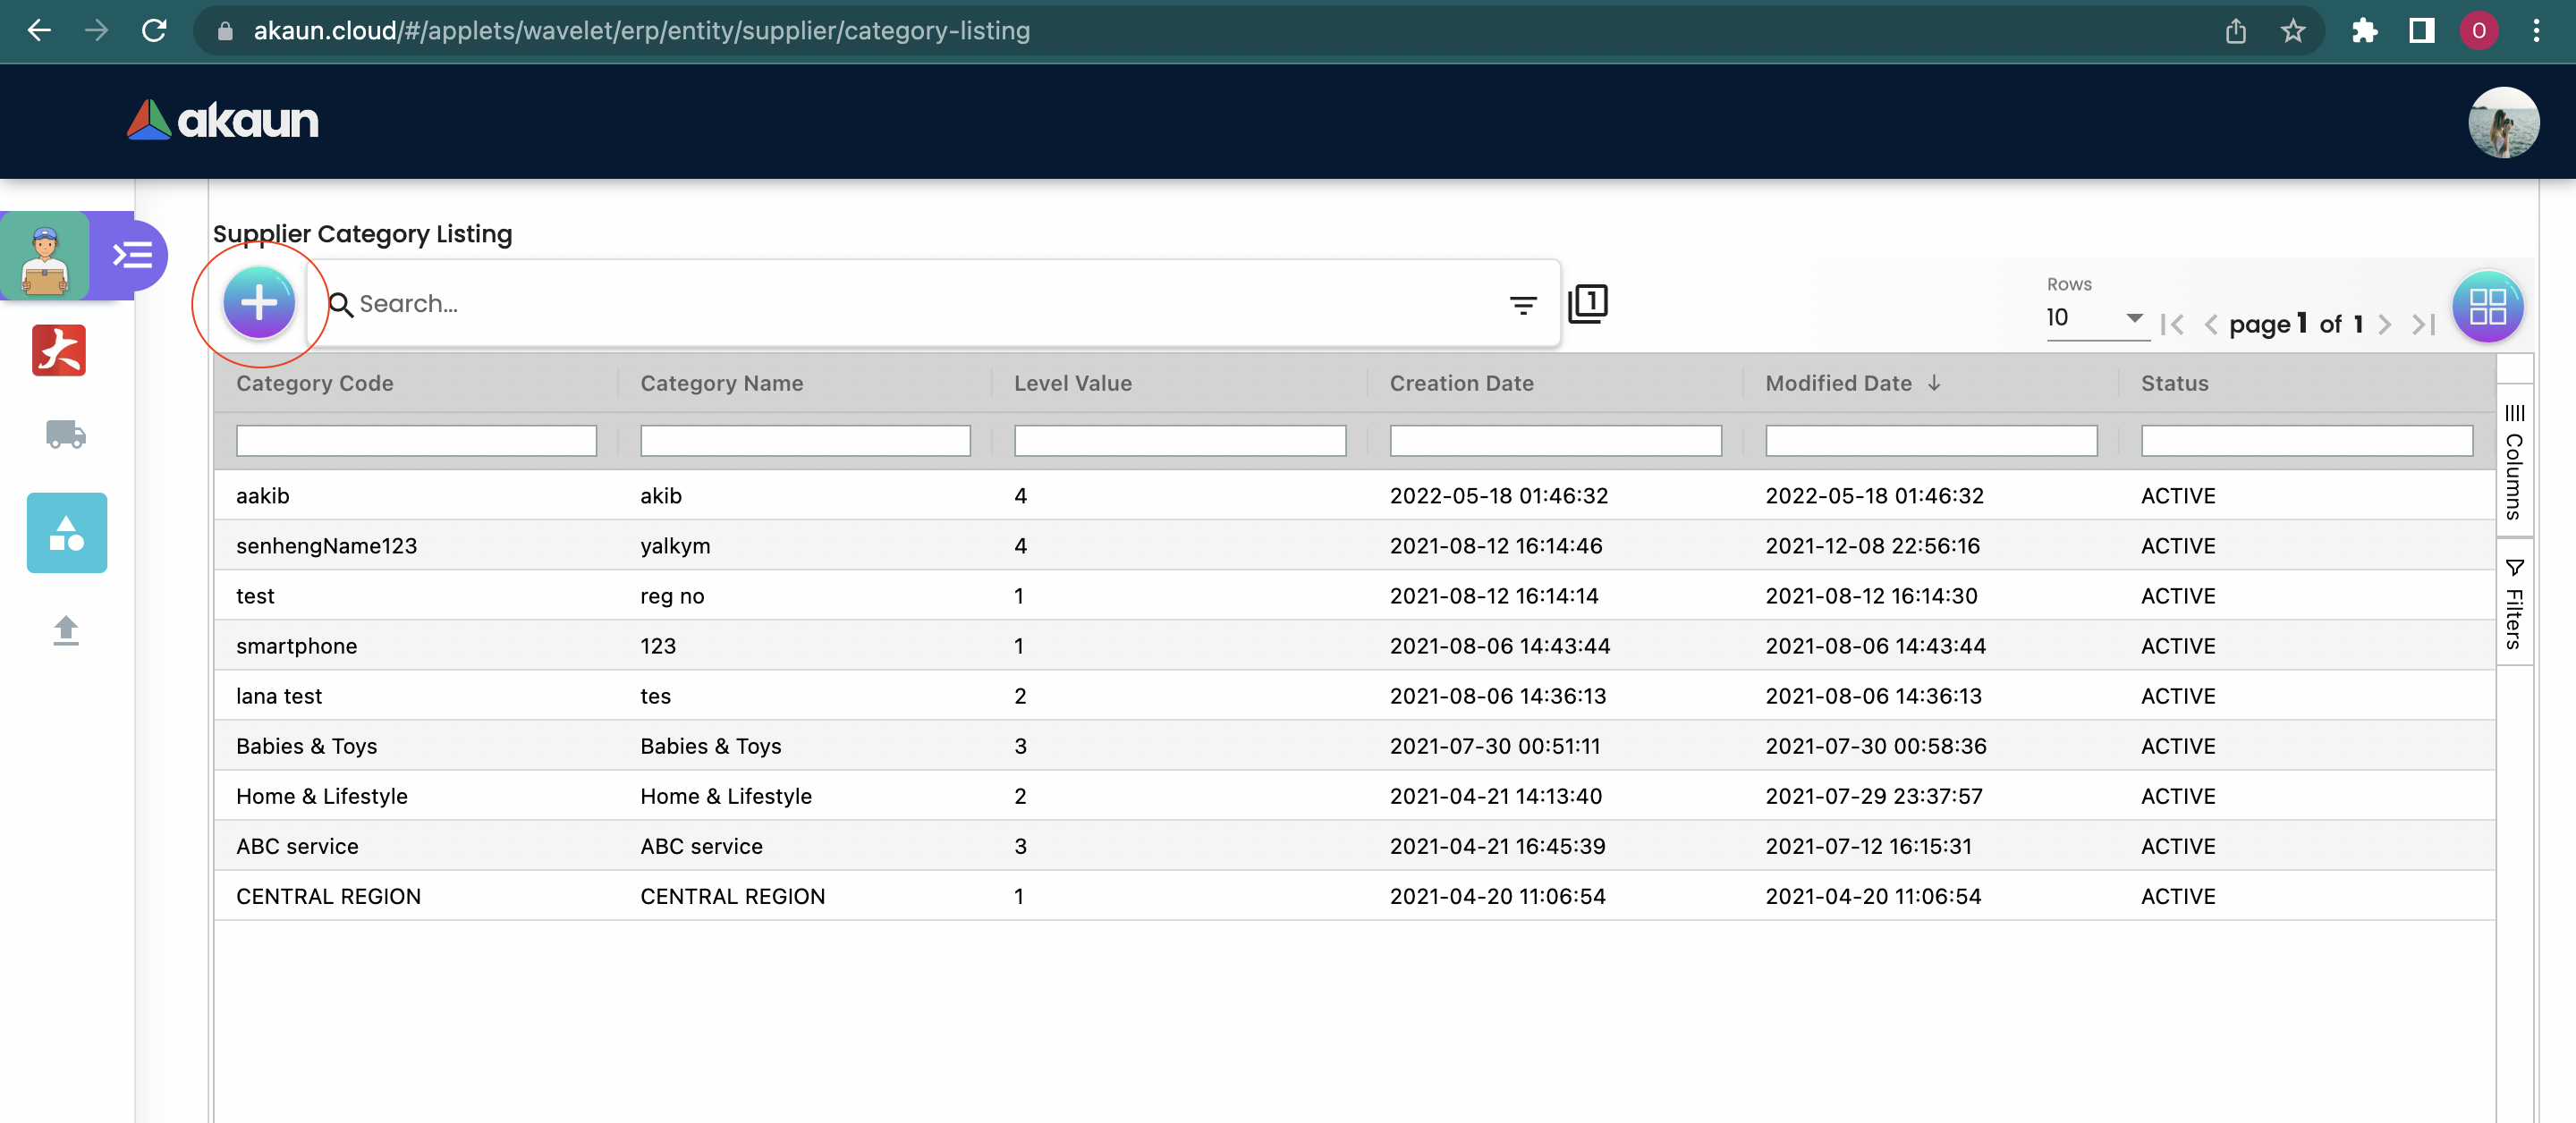 akaun.cloud/#/applets/wavelet/erp/entity/supplier/category-listing
O
akaun
Supplier Category Listing
Search...
1
Rows
10
page 1 of 1
Category Code Category Name Level Value Creation Date Modified Date Status
aakib akib 4 2022-05-18 01:46:32 2022-05-18 01:46:32 ACTIVE
senhengName123 yalkym 4 2021-08-12 16:14:46 2021-12-08 22:56:16 ACTIVE
test reg no 1 2021-08-12 16:14:14 2021-08-12 16:14:30 ACTIVE
smartphone 123 1 2021-08-06 14:43:44 2021-08-06 14:43:44 ACTIVE
lana test tes 2 2021-08-06 14:36:13 2021-08-06 14:36:13 ACTIVE
Babies & Toys Babies & Toys 3 2021-07-30 00:51:11 2021-07-30 00:58:36 ACTIVE
Home & Lifestyle Home & Lifestyle 2 2021-04-21 14:13:40 2021-07-29 23:37:57 ACTIVE
ABC service ABC service 3 2021-04-21 16:45:39 2021-07-12 16:15:31 ACTIVE
CENTRAL REGION CENTRAL REGION 1 2021-04-20 11:06:54 2021-04-20 11:06:54 ACTIVE
Columns
Filters